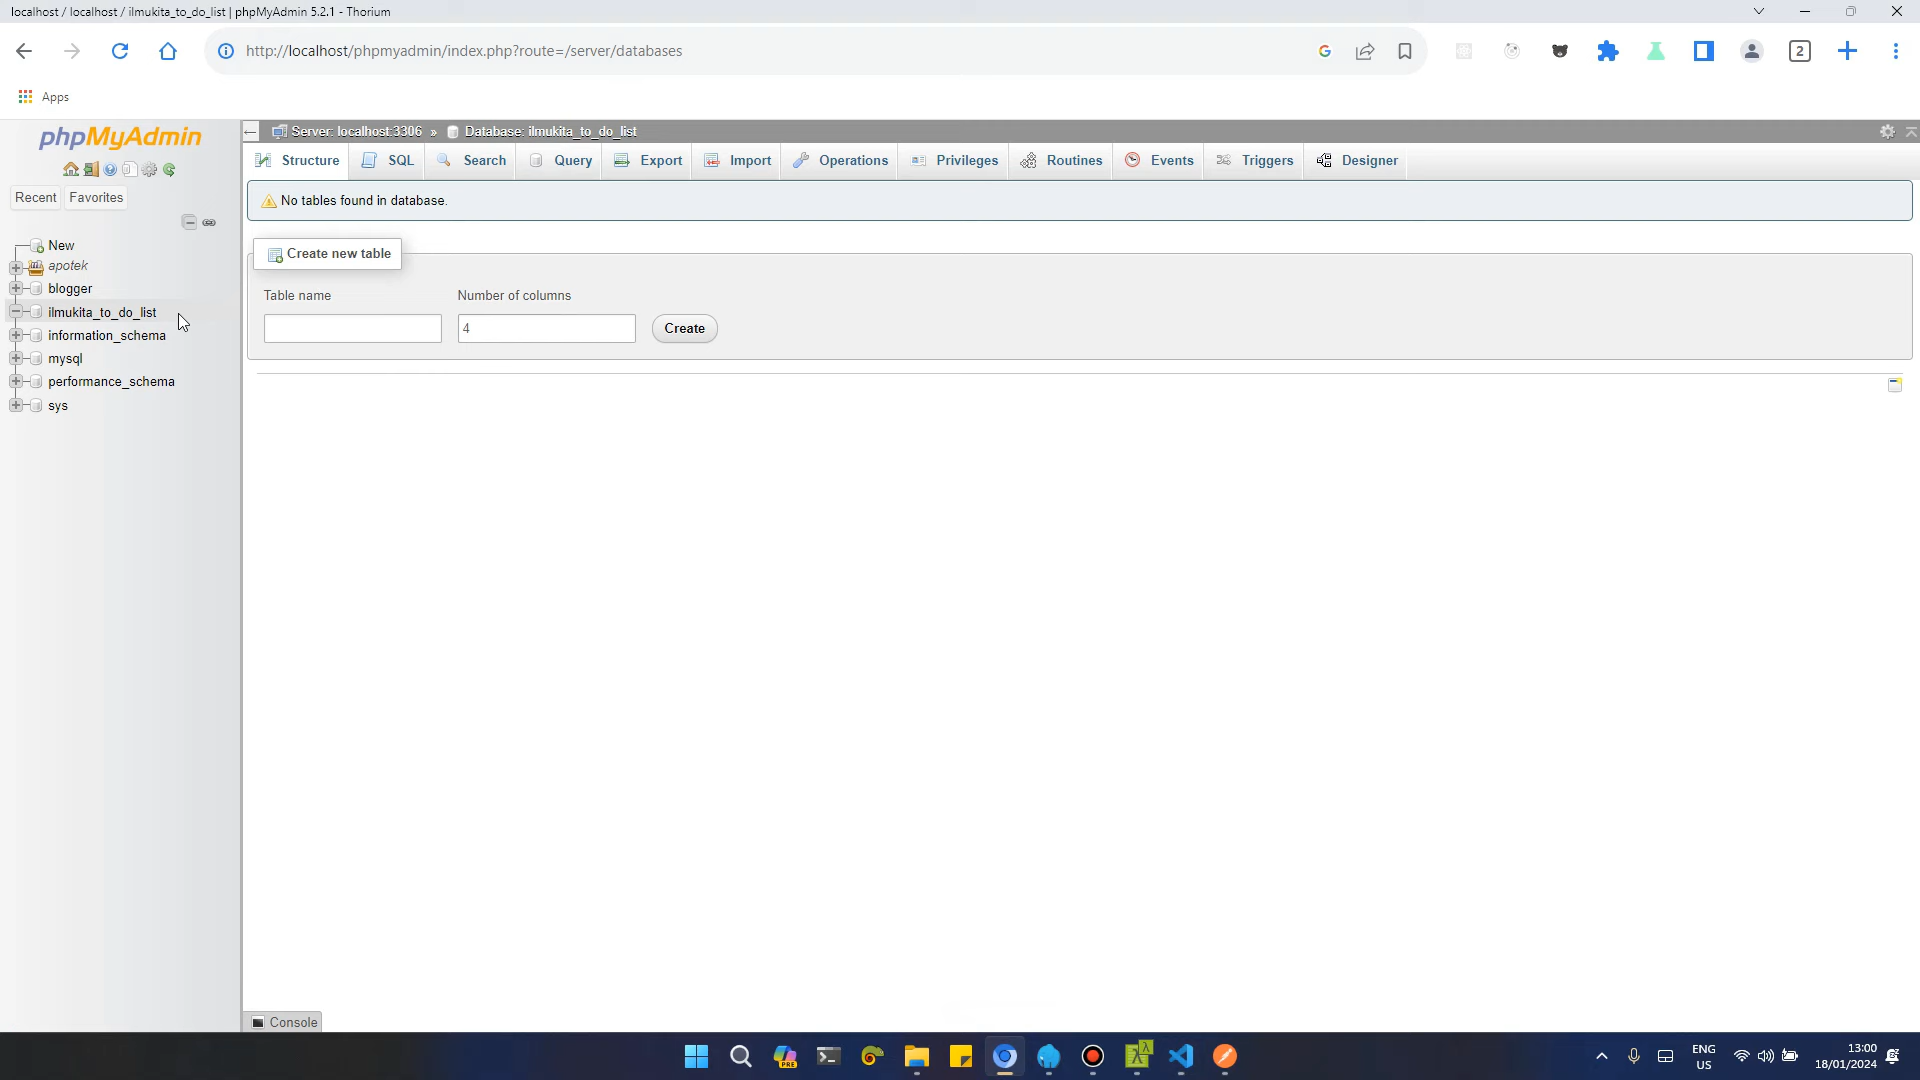 localhost / localhost / ilmukita_to_do_list | phpMyAdmin 5.2.1 - Thorium
http://localhost/phpmyadmin/index.php?route=/server/databases
2
Apps
phpMyAdmin
Server: localhost:3306 » Database: ilmukita_to_do_list
Structure SQL Search Query Export Import Operations Privileges Routines Events Triggers Designer
Recent Favorites
No tables found in database.
New
apotek
blogger
ilmukita_to_do_list
information_schema
mysql
performance_schema
sys
Create new table
Table name Number of columns
4 Create
Console
PRE
ENG
US
13:00
18/01/2024